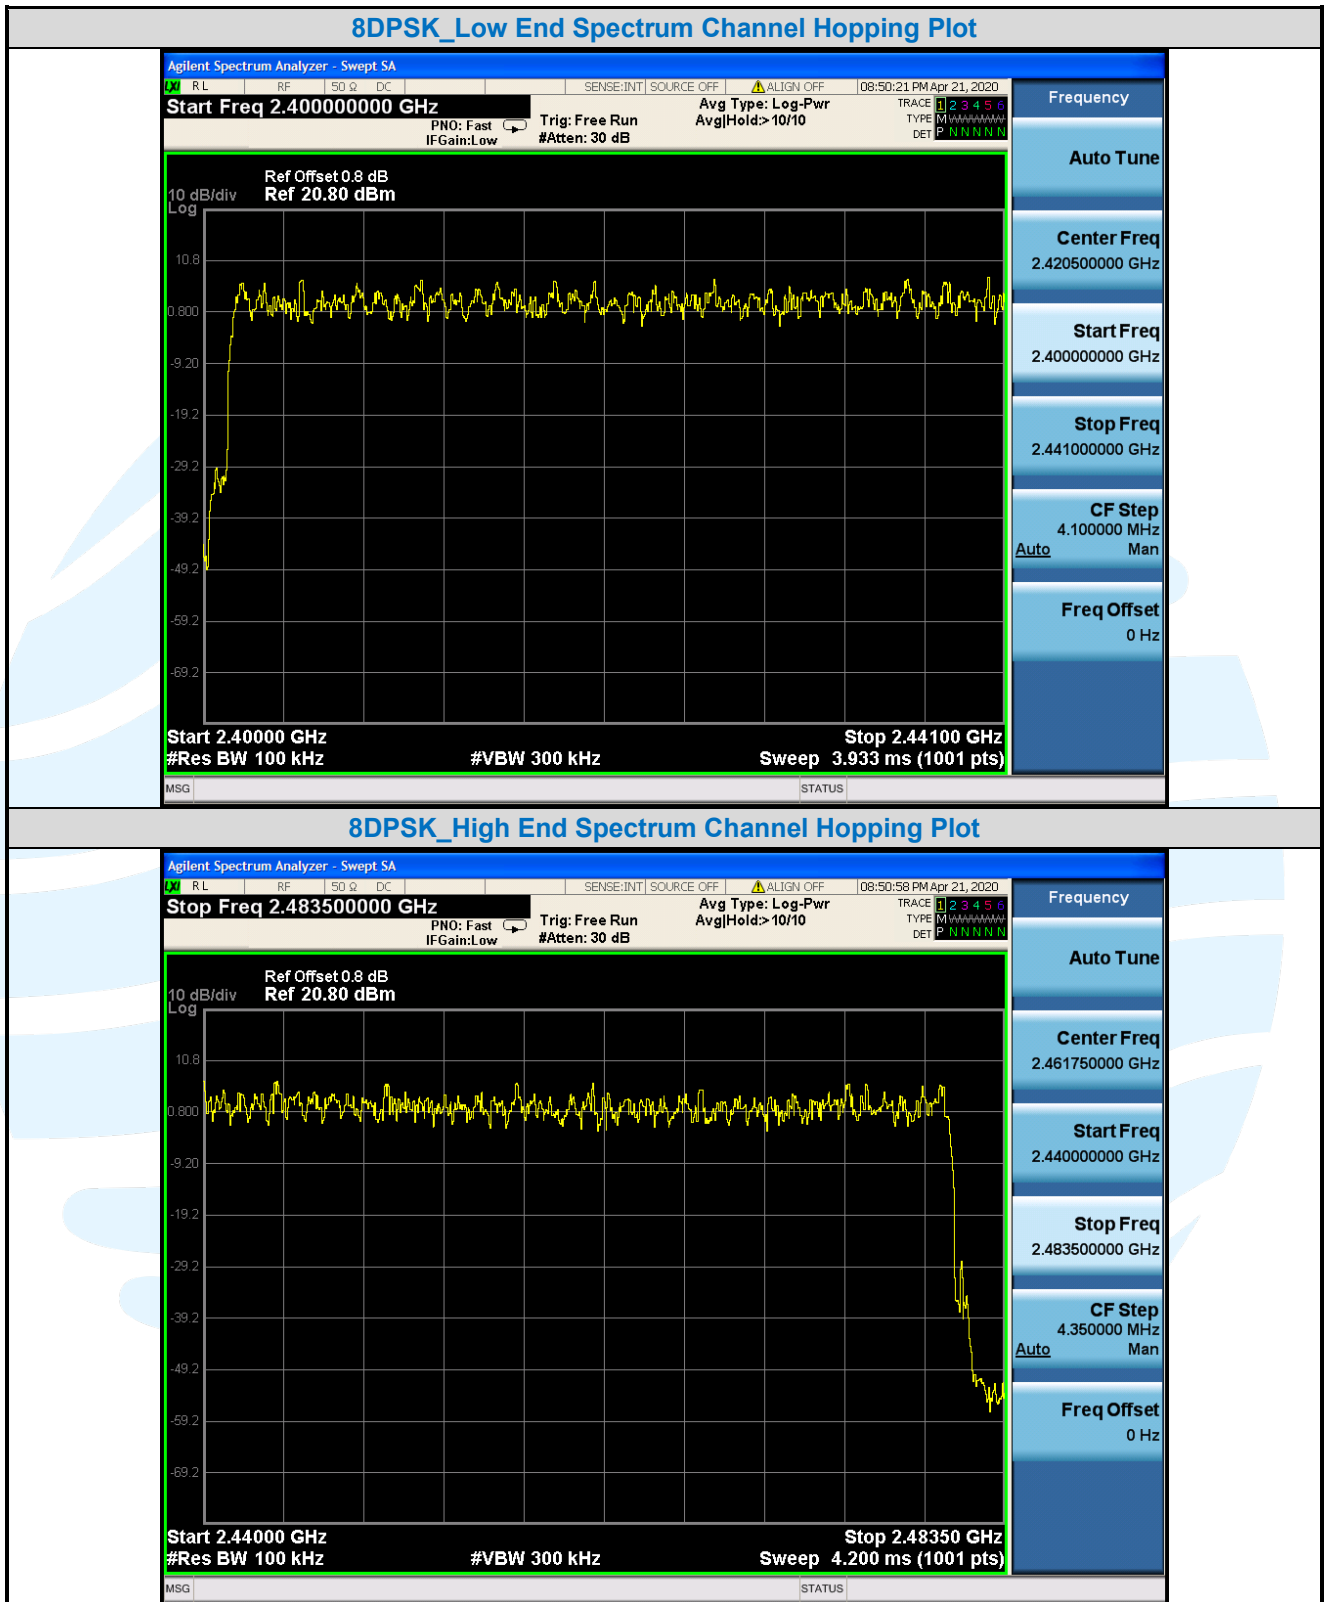 8DPSK_Low End Spectrum Channel Hopping Plot
Agilent Spectrum Analyzer - Swept SA
LXI RL RF 50 Ω DC SENSE:INT SOURCE OFF ALIGN OFF 08:50:21 PM Apr 21, 2020
Start Freq 2.400000000 GHz
PNO: Fast
IFGain:Low
Trig: Free Run
#Atten: 30 dB
Avg Type: Log-Pwr
Avg|Hold:>10/10
TRACE 1 2 3 4 5 6
TYPE M
DET P N N N N N
Ref Offset 0.8 dB
10 dB/div Ref 20.80 dBm
Log
10.8
0.800
-9.20
-19.2
-29.2
-39.2
-49.2
-59.2
-69.2
Start 2.40000 GHz Stop 2.44100 GHz
#Res BW 100 kHz #VBW 300 kHz Sweep 3.933 ms (1001 pts)
MSG STATUS
Frequency
Auto Tune
Center Freq
2.420500000 GHz
Start Freq
2.400000000 GHz
Stop Freq
2.441000000 GHz
CF Step
4.100000 MHz
Auto Man
Freq Offset
0 Hz
8DPSK_High End Spectrum Channel Hopping Plot
Agilent Spectrum Analyzer - Swept SA
LXI RL RF 50 Ω DC SENSE:INT SOURCE OFF ALIGN OFF 08:50:58 PM Apr 21, 2020
Stop Freq 2.483500000 GHz
PNO: Fast
IFGain:Low
Trig: Free Run
#Atten: 30 dB
Avg Type: Log-Pwr
Avg|Hold:>10/10
TRACE 1 2 3 4 5 6
TYPE M
DET P N N N N N
Ref Offset 0.8 dB
10 dB/div Ref 20.80 dBm
Log
10.8
0.800
-9.20
-19.2
-29.2
-39.2
-49.2
-59.2
-69.2
Start 2.44000 GHz Stop 2.48350 GHz
#Res BW 100 kHz #VBW 300 kHz Sweep 4.200 ms (1001 pts)
MSG STATUS
Frequency
Auto Tune
Center Freq
2.461750000 GHz
Start Freq
2.440000000 GHz
Stop Freq
2.483500000 GHz
CF Step
4.350000 MHz
Auto Man
Freq Offset
0 Hz